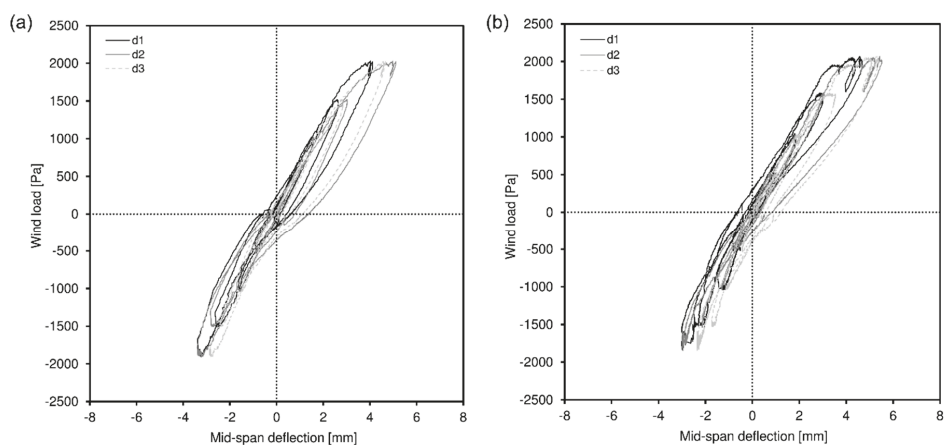 (a)
2500
d1
d2
d3
2000
1500
1000
500
0
-500
-1000
-1500
-2000
-2500
Wind load [Pa]
-8 -6 -4 -2 0 2 4 6 8
Mid-span deflection [mm]
(b)
2500
d1
d2
d3
2000
1500
1000
500
0
-500
-1000
-1500
-2000
-2500
Wind load [Pa]
-8 -6 -4 -2 0 2 4 6 8
Mid-span deflection [mm]